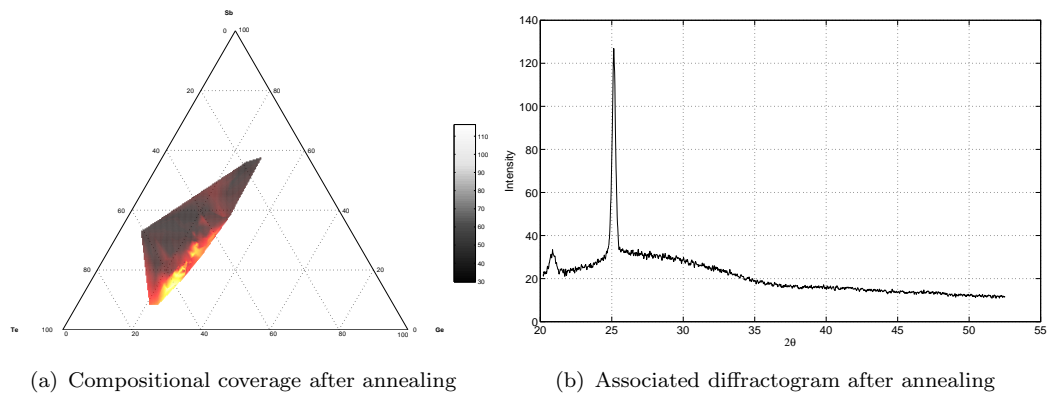 Sb
0 100
20 80
40 60
60 40
80 20
100 0
Te Ge
0 20 40 60 80 100
110
100
90
80
70
60
50
40
30
140
120
100
80
60
40
20
0
Intensity
20 25 30 35 40 45 50 55
2θ
(a) Compositional coverage after annealing
(b) Associated diffractogram after annealing